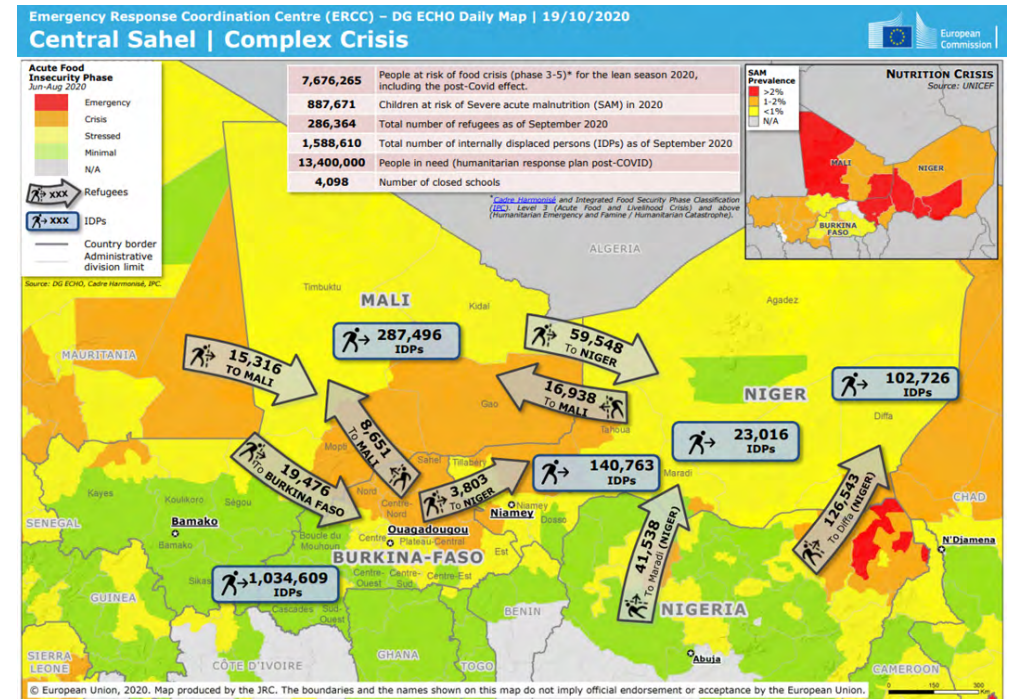 Emergency Response Coordination Centre (ERCC) – DG ECHO Daily Map | 19/10/2020
Central Sahel | Complex Crisis
European
Commission
Acute Food
Insecurity Phase
Jun-Aug 2020
Emergency
Crisis
Stressed
Minimal
N/A
xxx Refugees
xxx IDPs
Country border
Administrative
division limit
Source: DG ECHO, Cadre Harmonisé, IPC.
7,676,265 People at risk of food crisis (phase 3-5)* for the lean season 2020,
including the post-Covid effect.
887,671 Children at risk of Severe acute malnutrition (SAM) in 2020
286,364 Total number of refugees as of September 2020
1,588,610 Total number of internally displaced persons (IDPs) as of September 2020
13,400,000 People in need (humanitarian response plan post-COVID)
4,098 Number of closed schools
*Cadre Harmonisé and Integrated Food Security Phase Classification
(IPC). Level 3 (Acute Food and Livelihood Crisis) and above
(Humanitarian Emergency and Famine / Humanitarian Catastrophe).
SAM
Prevalence
>2%
1-2%
<1%
N/A
NUTRITION CRISIS
Source: UNICEF
MALI
NIGER
BURKINA
FASO
ALGERIA
Timbuktu
MALI
Kidal
Agadez
287,496
IDPs
59,548
To NIGER
MAURITANIA
15,316
TO MALI
16,938
To MALI
NIGER
102,726
IDPs
Gao
Tahoua
Diffa
8,651
To MALI
Mopti
23,016
IDPs
19,476
To BURKINA FASO
Sahel
Tillabéry
3,803
To NIGER
140,763
IDPs
Maradi
126,543
To Diffa (NIGER)
Kayes
Koulikoro
Ségou
Nord
Centre-
Nord
Niamey
Niamey
Dosso
CHAD
SENEGAL
Bamako
Bamako
Ouagadougou
Boucle du
Mouhoun
Centre
Plateau-Central
41,538
To Maradi (NIGER)
N'Djamena
BURKINA-FASO
Est
Sikas
1,034,609
IDPs
Centre-
Ouest
Centre-
Sud
Centre-Est
Cascades
Sud-
Ouest
GUINEA
BENIN
NIGERIA
SIERRA
LEONE
CÔTE D'IVOIRE
GHANA
TOGO
Abuja
CAMEROON
© European Union, 2020. Map produced by the JRC. The boundaries and the names shown on this map do not imply official endorsement or acceptance by the European Union.
0 150 300
Km